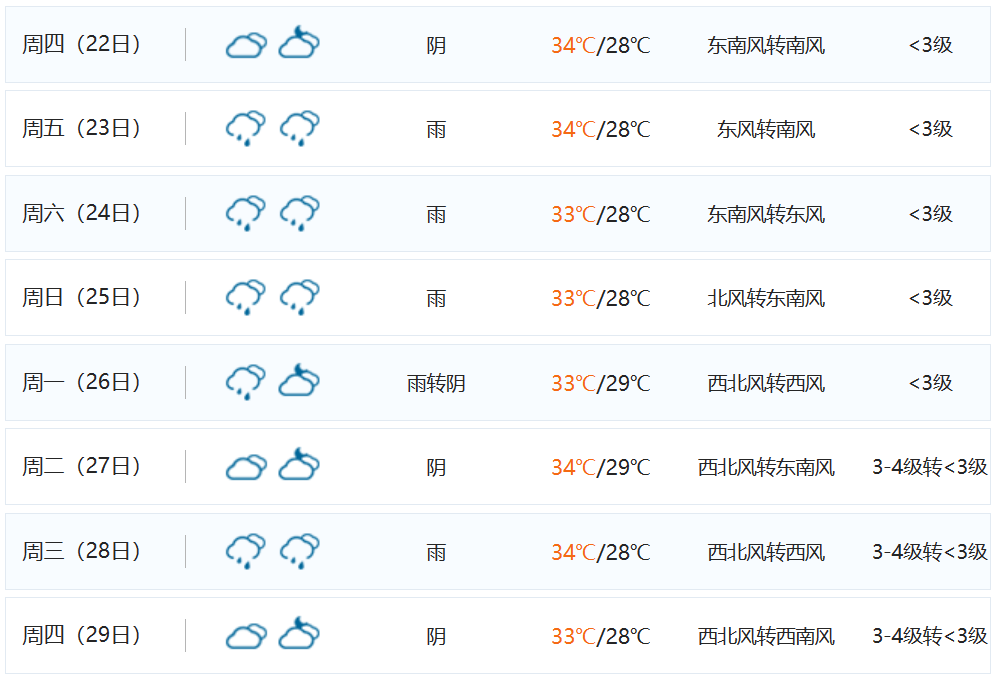 周四（22日） 阴 34℃/28℃ 东南风转南风 <3级
周五（23日） 雨 34℃/28℃ 东风转南风 <3级
周六（24日） 雨 33℃/28℃ 东南风转东风 <3级
周日（25日） 雨 33℃/28℃ 北风转东南风 <3级
周一（26日） 雨转阴 33℃/29℃ 西北风转西风 <3级
周二（27日） 阴 34℃/29℃ 西北风转东南风 3-4级转<3级
周三（28日） 雨 34℃/28℃ 西北风转西风 3-4级转<3级
周四（29日） 阴 33℃/28℃ 西北风转西南风 3-4级转<3级